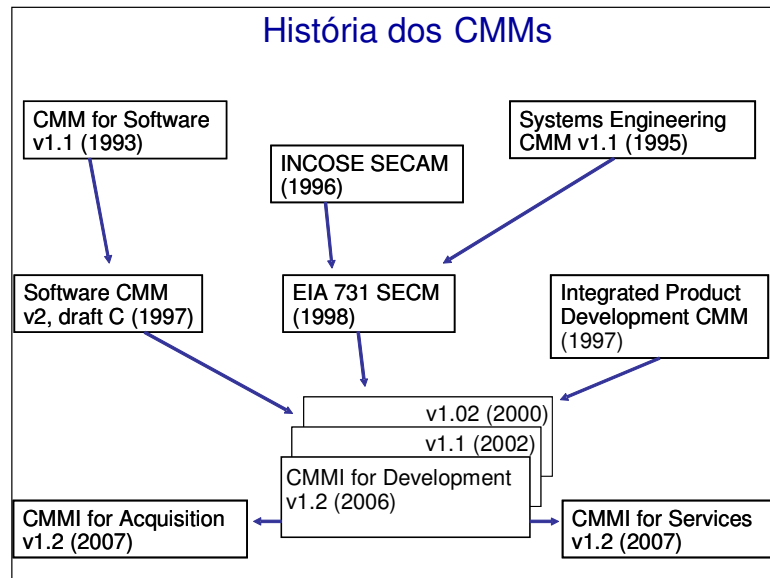 História dos CMMs
CMM for Software
v1.1 (1993)
INCOSE SECAM
(1996)
Systems Engineering
CMM v1.1 (1995)
Software CMM
v2, draft C (1997)
EIA 731 SECM
(1998)
Integrated Product
Development CMM
(1997)
v1.02 (2000)
v1.1 (2002)
CMMI for Development
v1.2 (2006)
CMMI for Acquisition
v1.2 (2007)
CMMI for Services
v1.2 (2007)